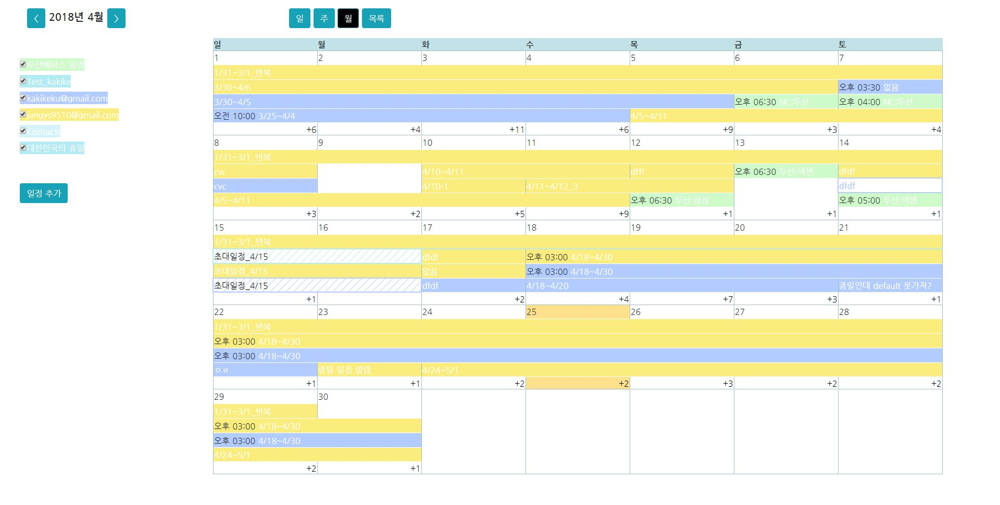 < 2018년 4월 > 일 주 월 목록
두산베어스 일정
Test_kakike
kakikeku@gmail.com
jangys9510@gmail.com
Contacts
대한민국의 휴일
일정 추가
일 월 화 수 목 금 토
1 2 3 4 5 6 7
1/31~3/1_반복
3/30~4/6 오후 03:30 없음
3/30~4/5 오후 06:30 NC:두산 오후 04:00 NC:두산
오전 10:00 3/25~4/4 4/5~4/11
+6 +4 +11 +6 +9 +3 +4
8 9 10 11 12 13 14
1/31~3/1_반복
cvc 4/10~4/11 dfff 오후 06:30 두산:넥센 dfdf
cvc 4/10-1 4/11~4/12_3 dfdf
4/5~4/11 오후 06:30 두산:삼성 오후 05:00 두산:넥센
+3 +2 +5 +9 +1 +1 +1
15 16 17 18 19 20 21
1/31~3/1_반복
초대일정_4/15 dfdf 오후 03:00 4/18~4/30
초대일정_4/15 없음 오후 03:00 4/18~4/30
초대일정_4/15 dfdf 4/18~4/20 종일인데 default 못가져?
+1 +2 +4 +7 +3 +1
22 23 24 25 26 27 28
1/31~3/1_반복
오후 03:00 4/18~4/30
오후 03:00 4/18~4/30
ㅇㄹ 종일 일정 알람 4/24~5/1
+1 +1 +2 +2 +3 +2 +2
29 30
1/31~3/1_반복
오후 03:00 4/18~4/30
오후 03:00 4/18~4/30
4/24~5/1
+2 +1